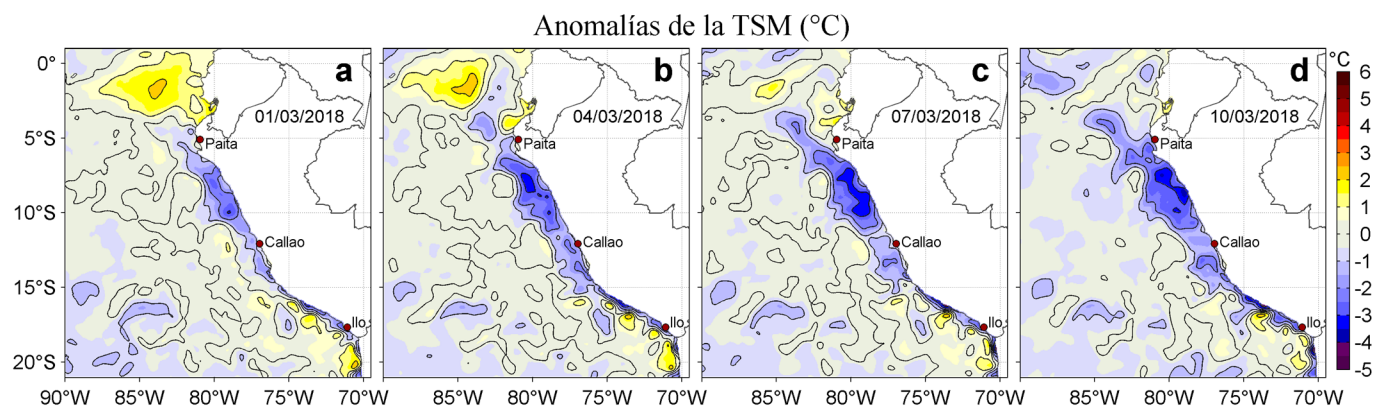 Anomalías de la TSM (°C)
a
b
c
d
01/03/2018
04/03/2018
07/03/2018
10/03/2018
Paita
Paita
Paita
Paita
Callao
Callao
Callao
Callao
Ilo
Ilo
Ilo
Ilo
0°
5°S
10°S
15°S
20°S
90°W 85°W 80°W 75°W 70°W
85°W 80°W 75°W 70°W
85°W 80°W 75°W 70°W
85°W 80°W 75°W 70°W
°C
6
5
4
3
2
1
0
-1
-2
-3
-4
-5